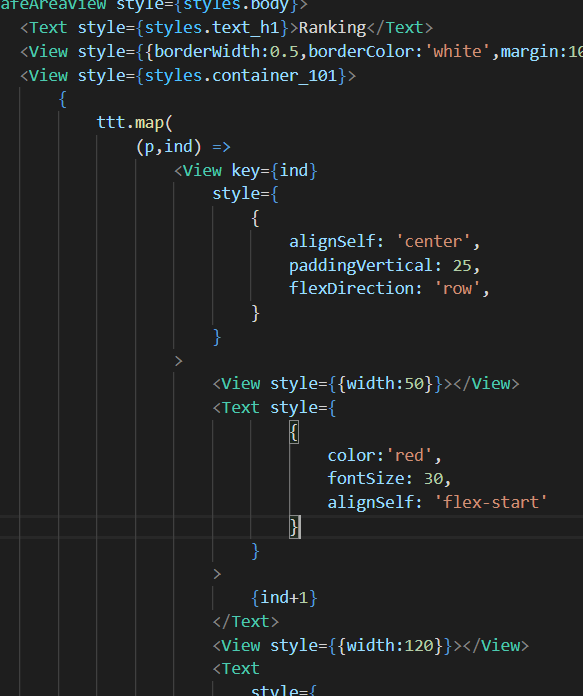 afeAreaView style={styles.body}>
<Text style={styles.text_h1}>Ranking</Text>
<View style={{borderWidth:0.5,borderColor:'white',margin:10
<View style={styles.container_101}>
{
ttt.map(
(p,ind) =>
<View key={ind}
style={
{
alignSelf: 'center',
paddingVertical: 25,
flexDirection: 'row',
}
}
>
<View style={{width:50}}></View>
<Text style={
{
color:'red',
fontSize: 30,
alignSelf: 'flex-start'
}
}
>
{ind+1}
</Text>
<View style={{width:120}}></View>
<Text
style={